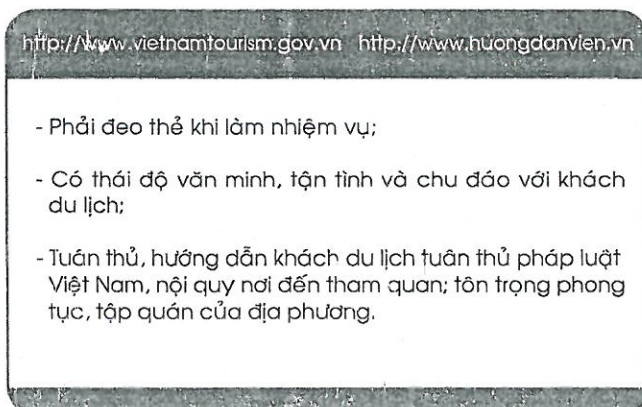 http://www.vietnamtourism.gov.vn http://www.huongdanvien.vn
- Phải đeo thẻ khi làm nhiệm vụ;
- Có thái độ văn minh, tận tình và chu đáo với khách
du lịch;
- Tuân thủ, hướng dẫn khách du lịch tuân thủ pháp luật
Việt Nam, nội quy nơi đến tham quan; tôn trọng phong
tục, tập quán của địa phương.